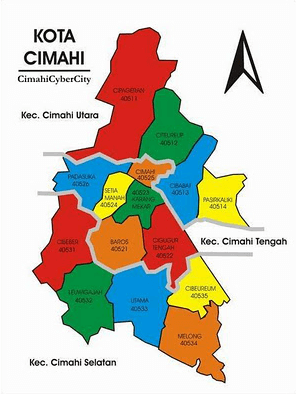 KOTA
CIMAHI
CimahiCyberCity
CIPAGERAN
40511
Kec. Cimahi Utara
CITEUREUP
40512
CIMAHI
40525
PADASUKA
40526
CIBABAT
40513
SETIA
MANAH
40524
40523
KARANG
MEKAR
PASIRKALIKI
40514
CIBEBER
40531
BAROS
40521
CIGUGUR
TENGAH
40522
Kec. Cimahi Tengah
LEUWIGAJAH
40532
UTAMA
40533
CIBEUREUM
40535
MELONG
40534
Kec. Cimahi Selatan